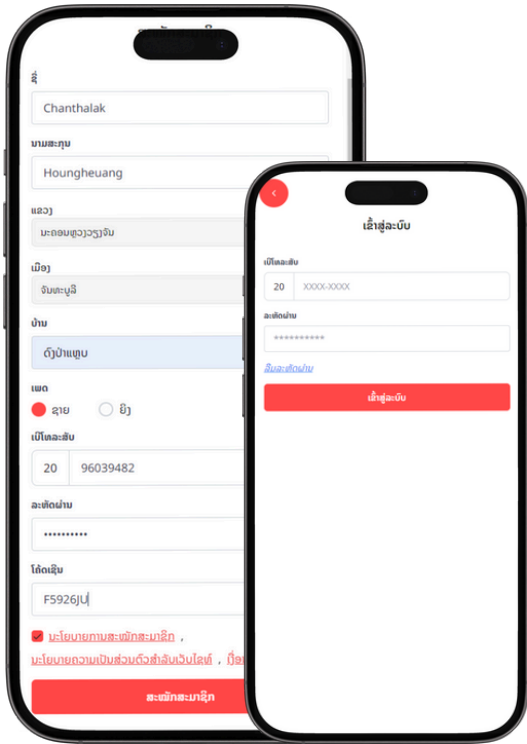 ຊື່
Chanthalak
ນາມສະກຸນ
Houngheuang
ແຂວງ
ນະຄອນຫຼວງວຽງຈັນ
ເມືອງ
ຈັນທະບູລີ
ບ້ານ
ດົງປ່າແຫຼບ
ເພດ
ຊາຍ
ຍິງ
ເບີໂທລະສັບ
20 96039482
ລະຫັດຜ່ານ
••••••••••
ໂຄ້ດເຊີນ
F5926JU
ນະໂຍບາຍການສະໝັກສະມາຊິກ ,
ນະໂຍບາຍຄວາມເປັນສ່ວນຕົວສຳລັບເວັບໄຊທ໌ ,
ສະໝັກສະມາຊິກ
ເຂົ້າສູ່ລະບົບ
ເບີໂທລະສັບ
20 XXXX-XXXX
ລະຫັດຜ່ານ
**********
ລືມລະຫັດຜ່ານ
ເຂົ້າສູ່ລະບົບ